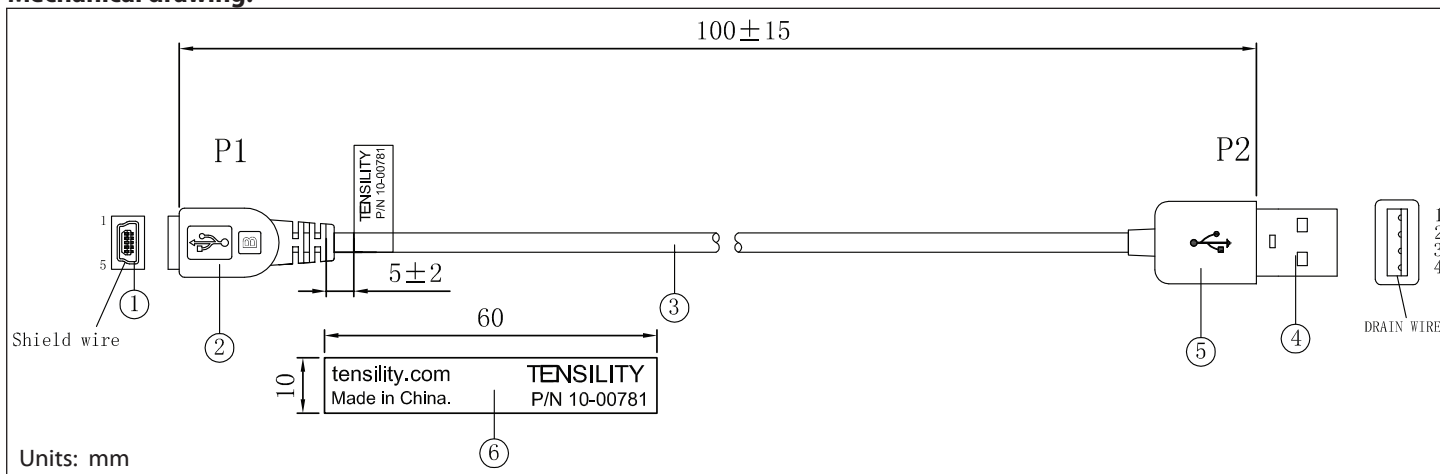 Mechanical drawing:
100±15
P1
P2
TENSILITY
P/N 10-00781
B
1
5
1
2
3
4
5±2
①
②
③
④
⑤
Shield wire
DRAIN WIRE
60
10
tensility.com
TENSILITY
Made in China.
P/N 10-00781
⑥
Units: mm